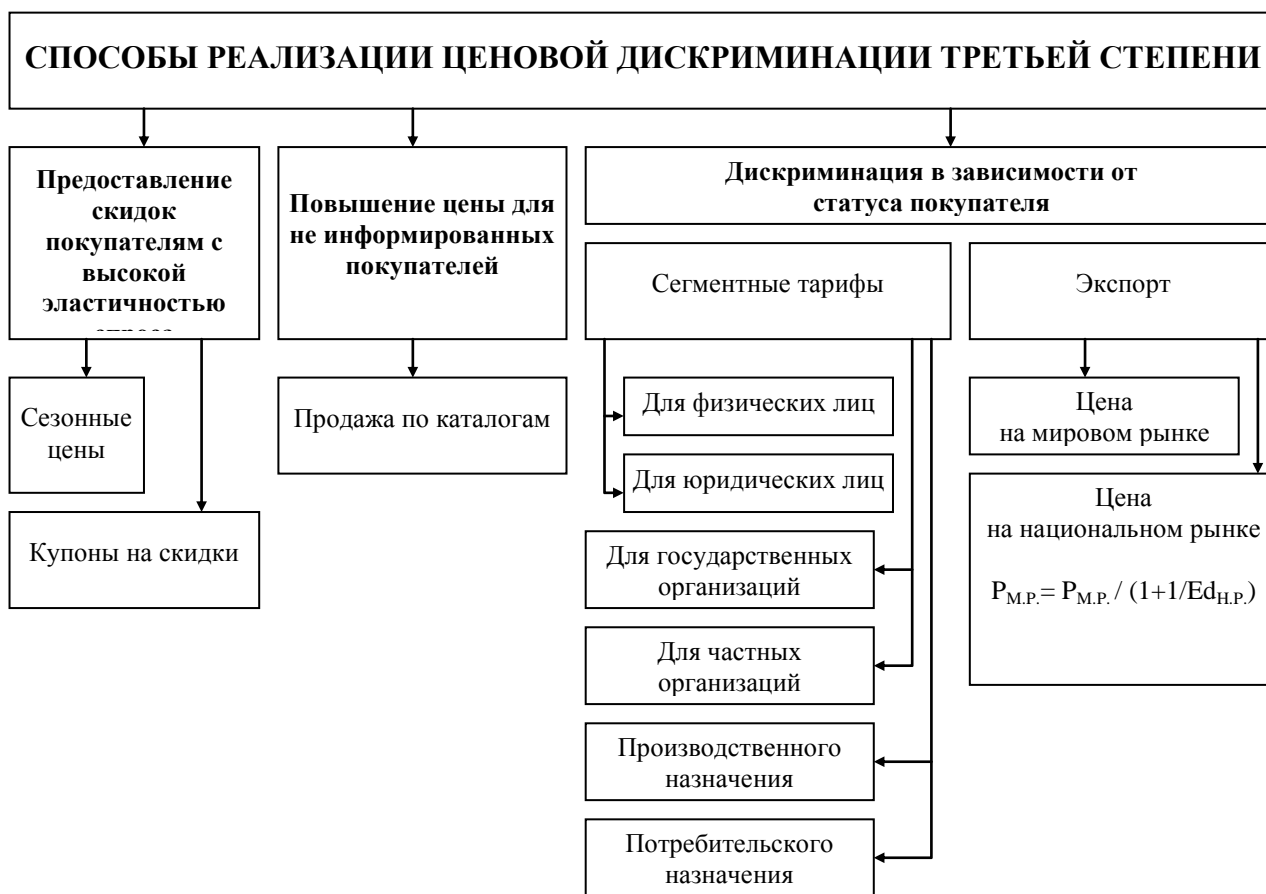 СПОСОБЫ РЕАЛИЗАЦИИ ЦЕНОВОЙ ДИСКРИМИНАЦИИ ТРЕТЬЕЙ СТЕПЕНИ
Предоставление
скидок
покупателям с
высокой
эластичностью
Повышение цены для
не информированных
покупателей
Дискриминация в зависимости от
статуса покупателя
Сегментные тарифы
Экспорт
Сезонные
цены
Купоны на скидки
Продажа по каталогам
Для физических лиц
Для юридических лиц
Для государственных
организаций
Для частных
организаций
Производственного
назначения
Потребительского
назначения
Цена
на мировом рынке
Цена
на национальном рынке
P_М.Р.= P_М.Р. / (1+1/Ed_Н.Р.)